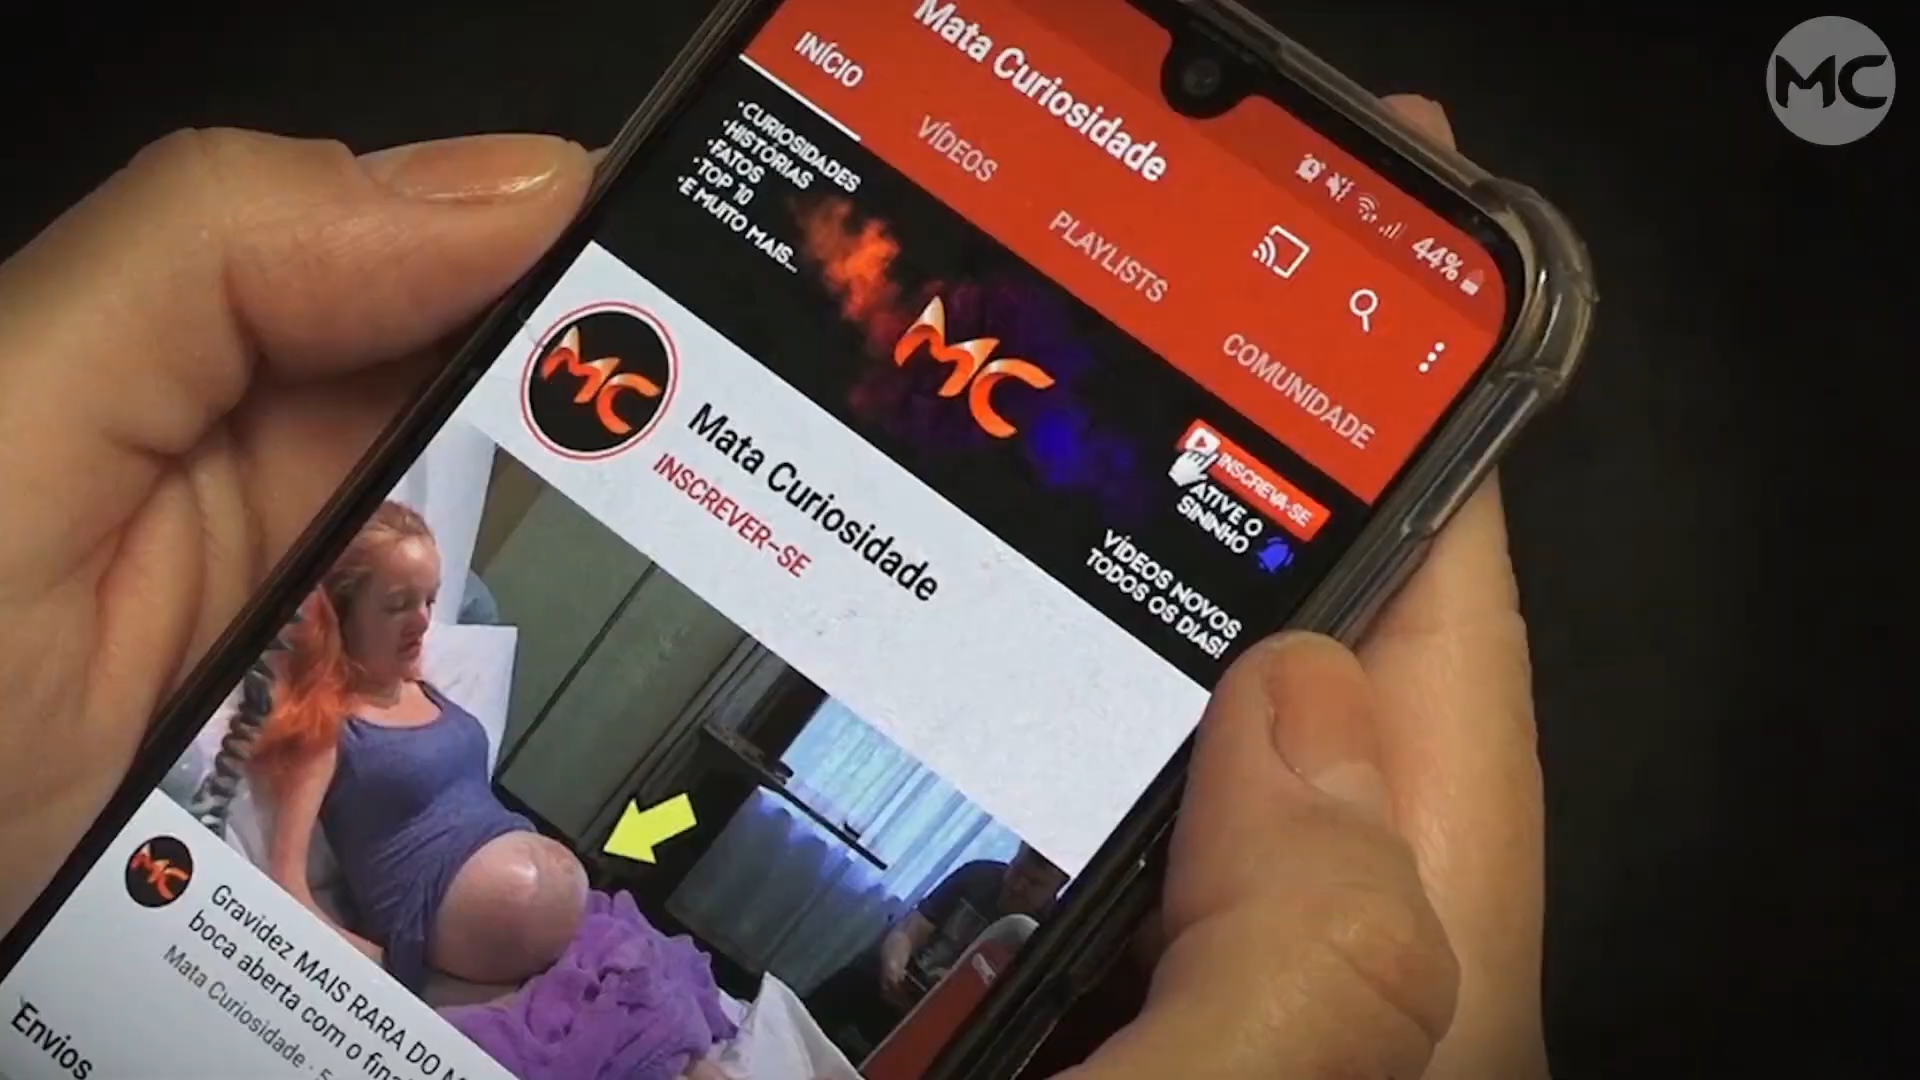 MC
Mata Curiosidade
44%
INÍCIO
VÍDEOS
PLAYLISTS
COMUNIDADE
•CURIOSIDADES
•HISTÓRIAS
•FATOS
•TOP 10
•E MUITO MAIS...
MC
INSCREVA-SE
ATIVE O
SININHO
VÍDEOS NOVOS
TODOS OS DIAS!
MC
Mata Curiosidade
INSCREVER-SE
MC
Gravidez MAIS RARA DO
boca aberta com o
Mata Curiosidade ·
Envios